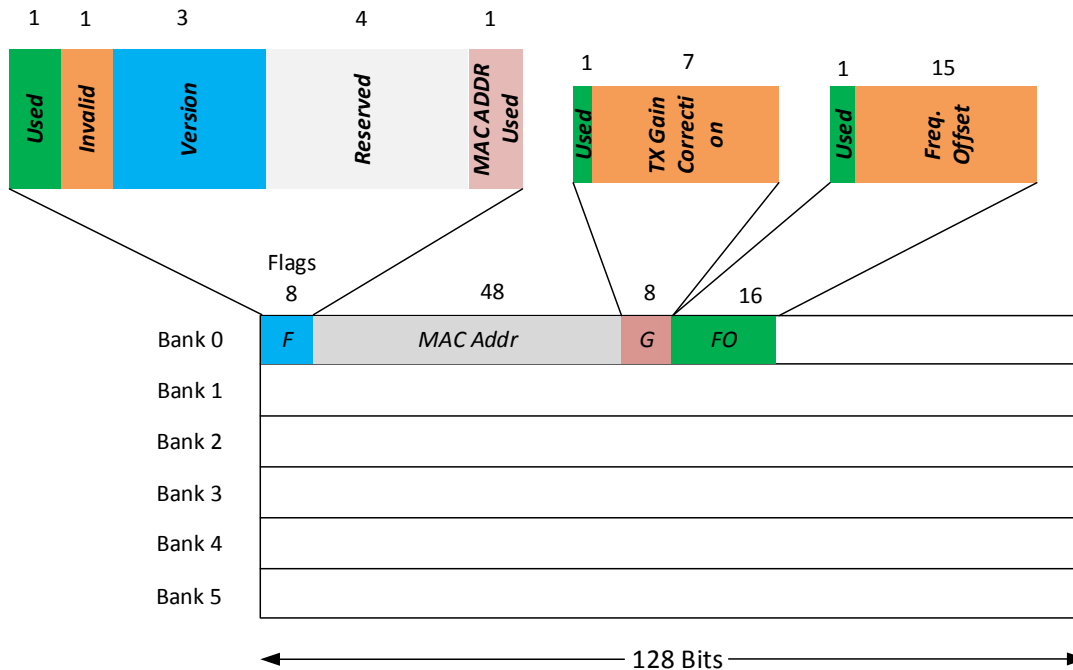 1 1 3 4 1
1 7
1 15
Used
Invalid
Version
Reserved
MAC ADDR
Used
Used
TX Gain
Correcti
on
Used
Freq.
Offset
Flags
8 48 8 16
Bank 0 F MAC Addr G FO
Bank 1
Bank 2
Bank 3
Bank 4
Bank 5
128 Bits